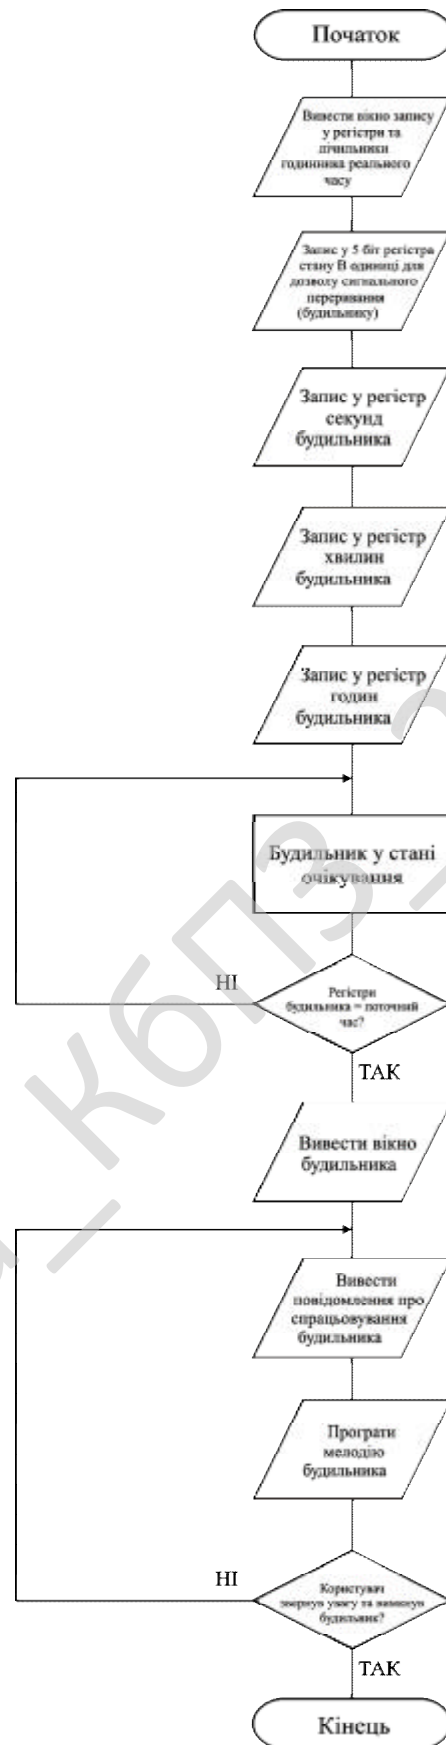 Початок
Вивести вікно запису
у регістри та
лічильники
годинника реального
часу
Запис у 5 біт регістра
стану В одиниці для
дозволу сигнального
переривання
(будильнику)
Запис у регістр
секунд
будильника
Запис у регістр
хвилин
будильника
Запис у регістр
годин
будильника
Будильник у стані
очікування
НІ
Регістри
будильника = поточний
час?
ТАК
Вивести вікно
будильника
Вивести
повідомлення про
спрацьовування
будильника
Програти
мелодію
будильника
НІ
Користувач
звернув увагу та вимкнув
будильник?
ТАК
Кінець
КбПЗ